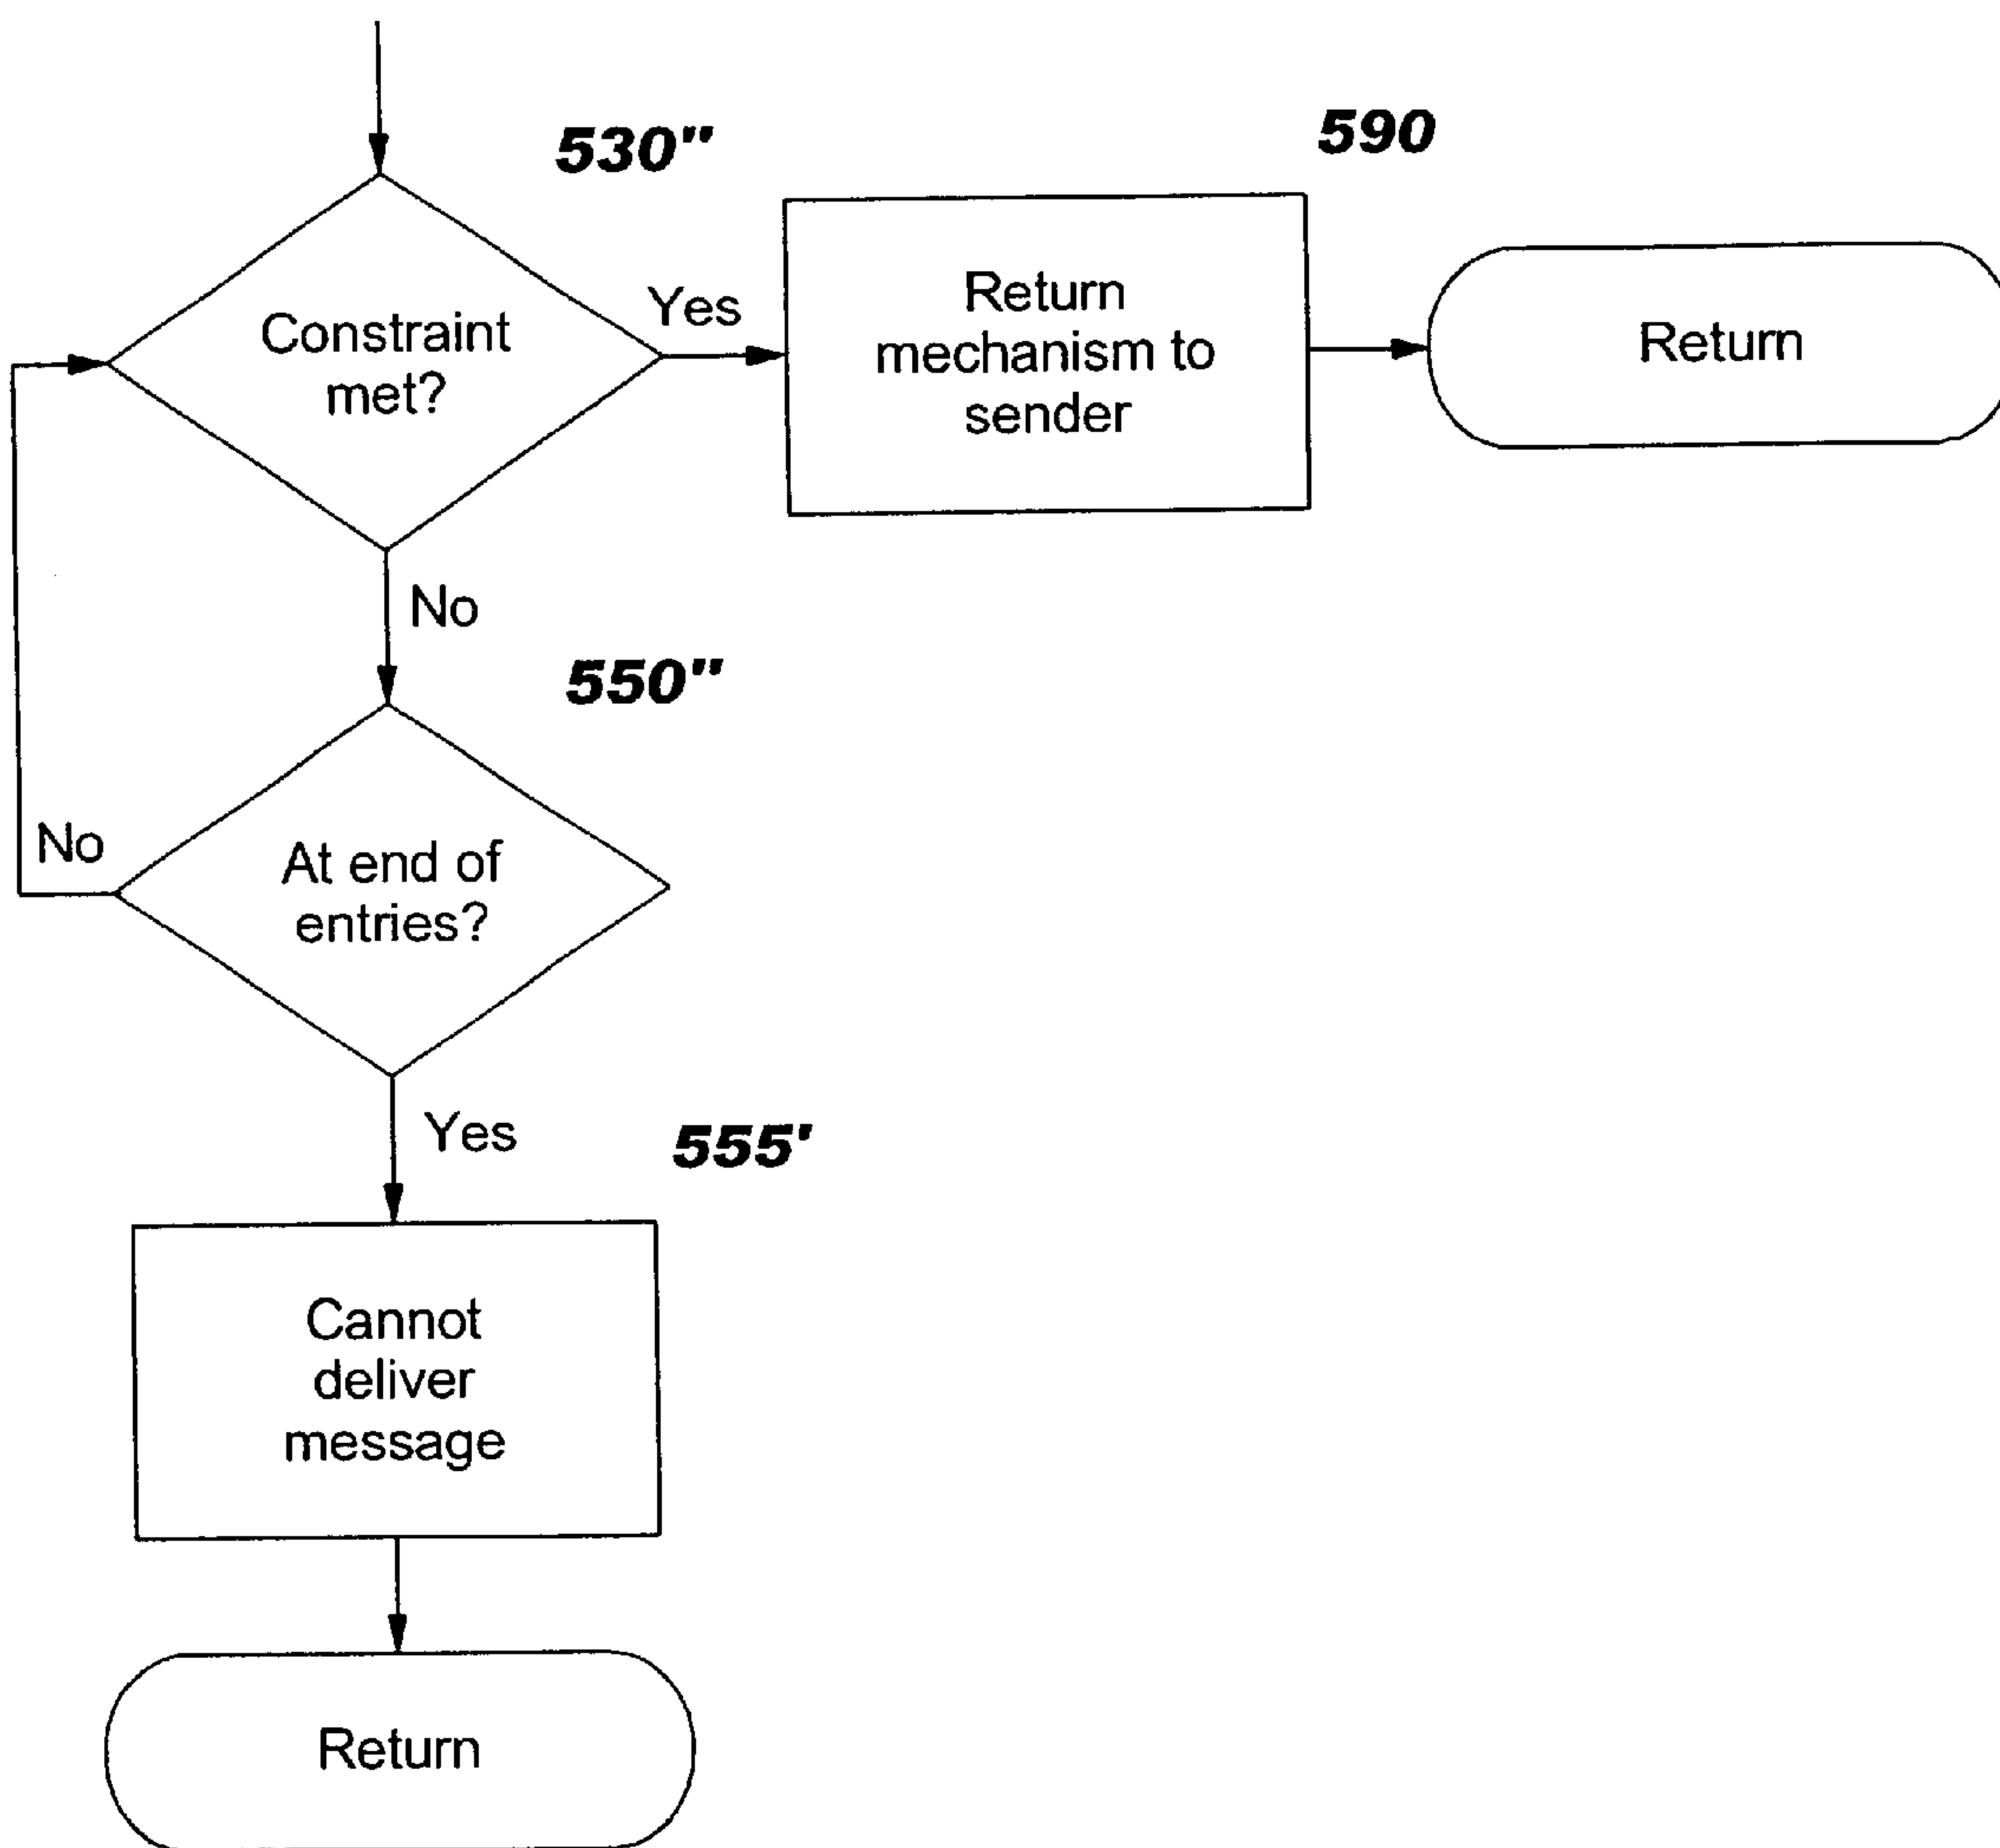 530"
590
Constraint
met?
Yes
Return
mechanism to
sender
Return
No
550"
No
At end of
entries?
Yes
555'
Cannot
deliver
message
Return